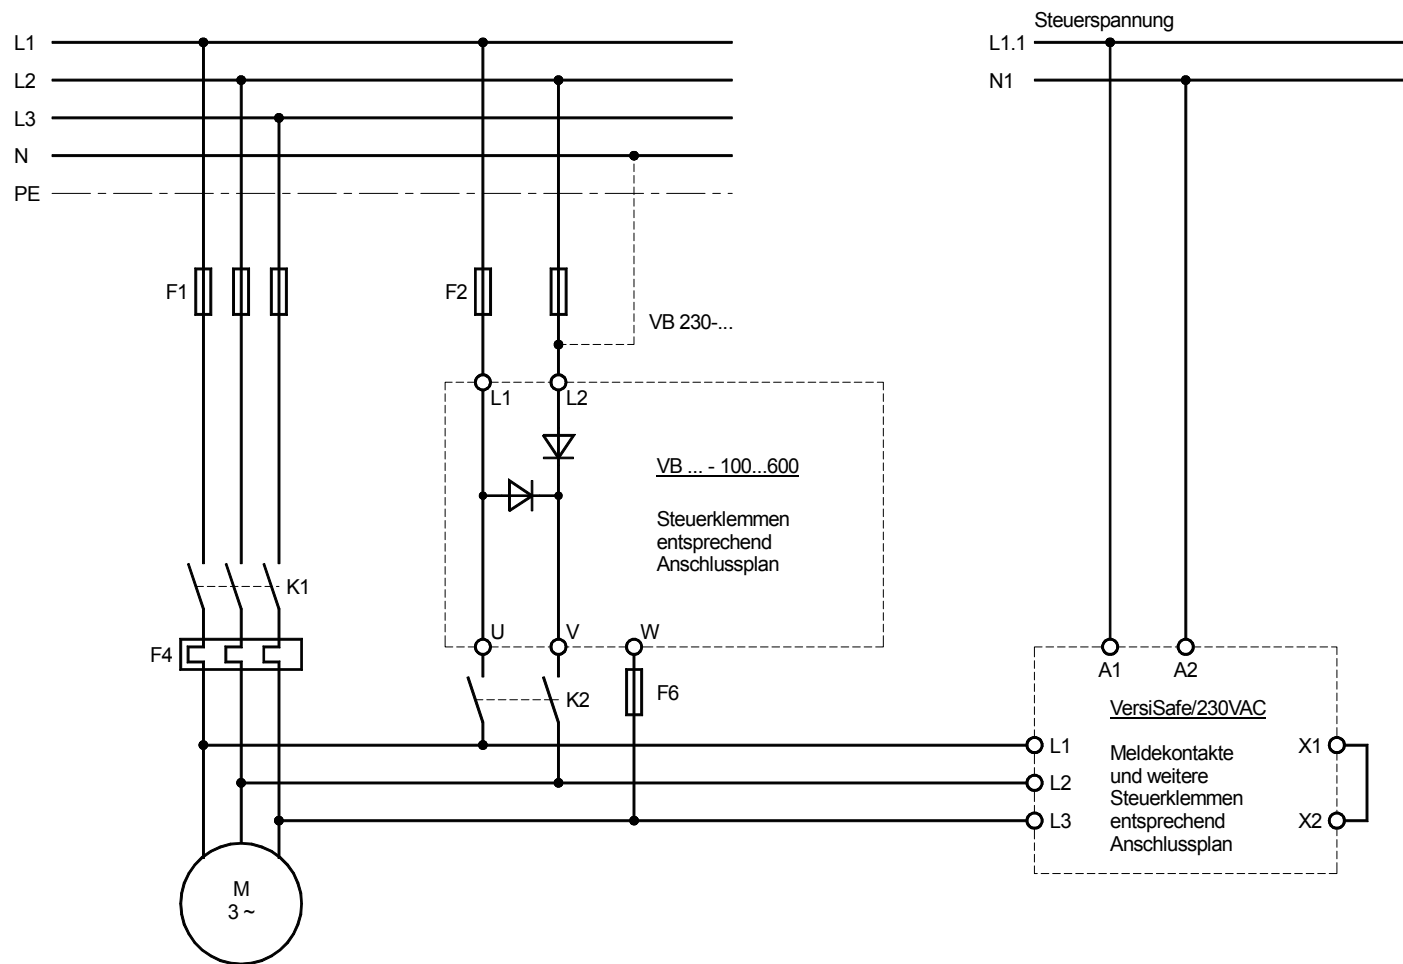 Steuerspannung
L1
L1.1
L2
N1
L3
N
PE
F1
F2
VB 230-...
L1
L2
VB ... - 100...600
Steuerklemmen
entsprechend
Anschlussplan
K1
U
V
W
F4
K2
F6
A1
A2
VersiSafe/230VAC
L1
Meldekontakte
X1
L2
und weitere
Steuerklemmen
L3
entsprechend
X2
Anschlussplan
M
3 ~